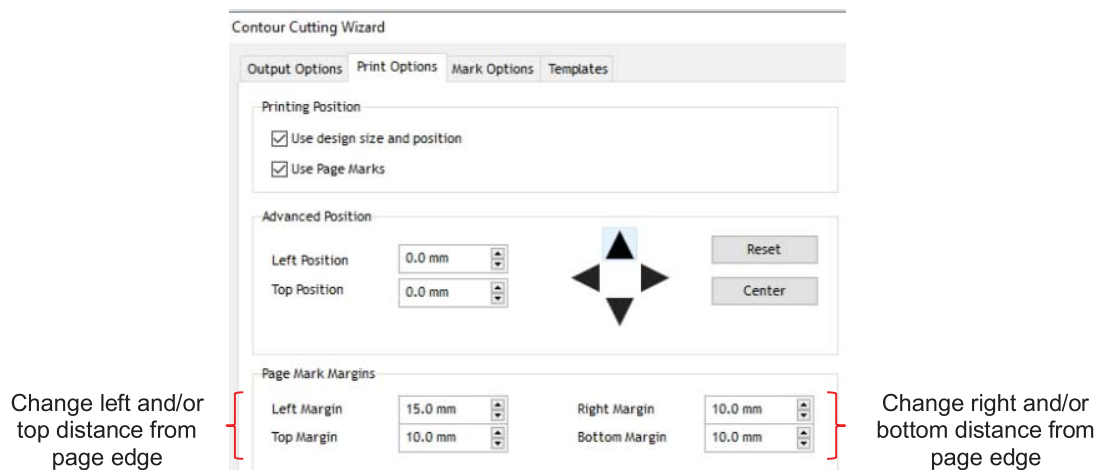 Contour Cutting Wizard
Output Options Print Options Mark Options Templates
Printing Position
Use design size and position
Use Page Marks
Advanced Position
Left Position 0.0 mm
Top Position 0.0 mm
Reset
Center
Page Mark Margins
Left Margin 15.0 mm Right Margin 10.0 mm
Top Margin 10.0 mm Bottom Margin 10.0 mm
Change left and/or
top distance from
page edge
Change right and/or
bottom distance from
page edge